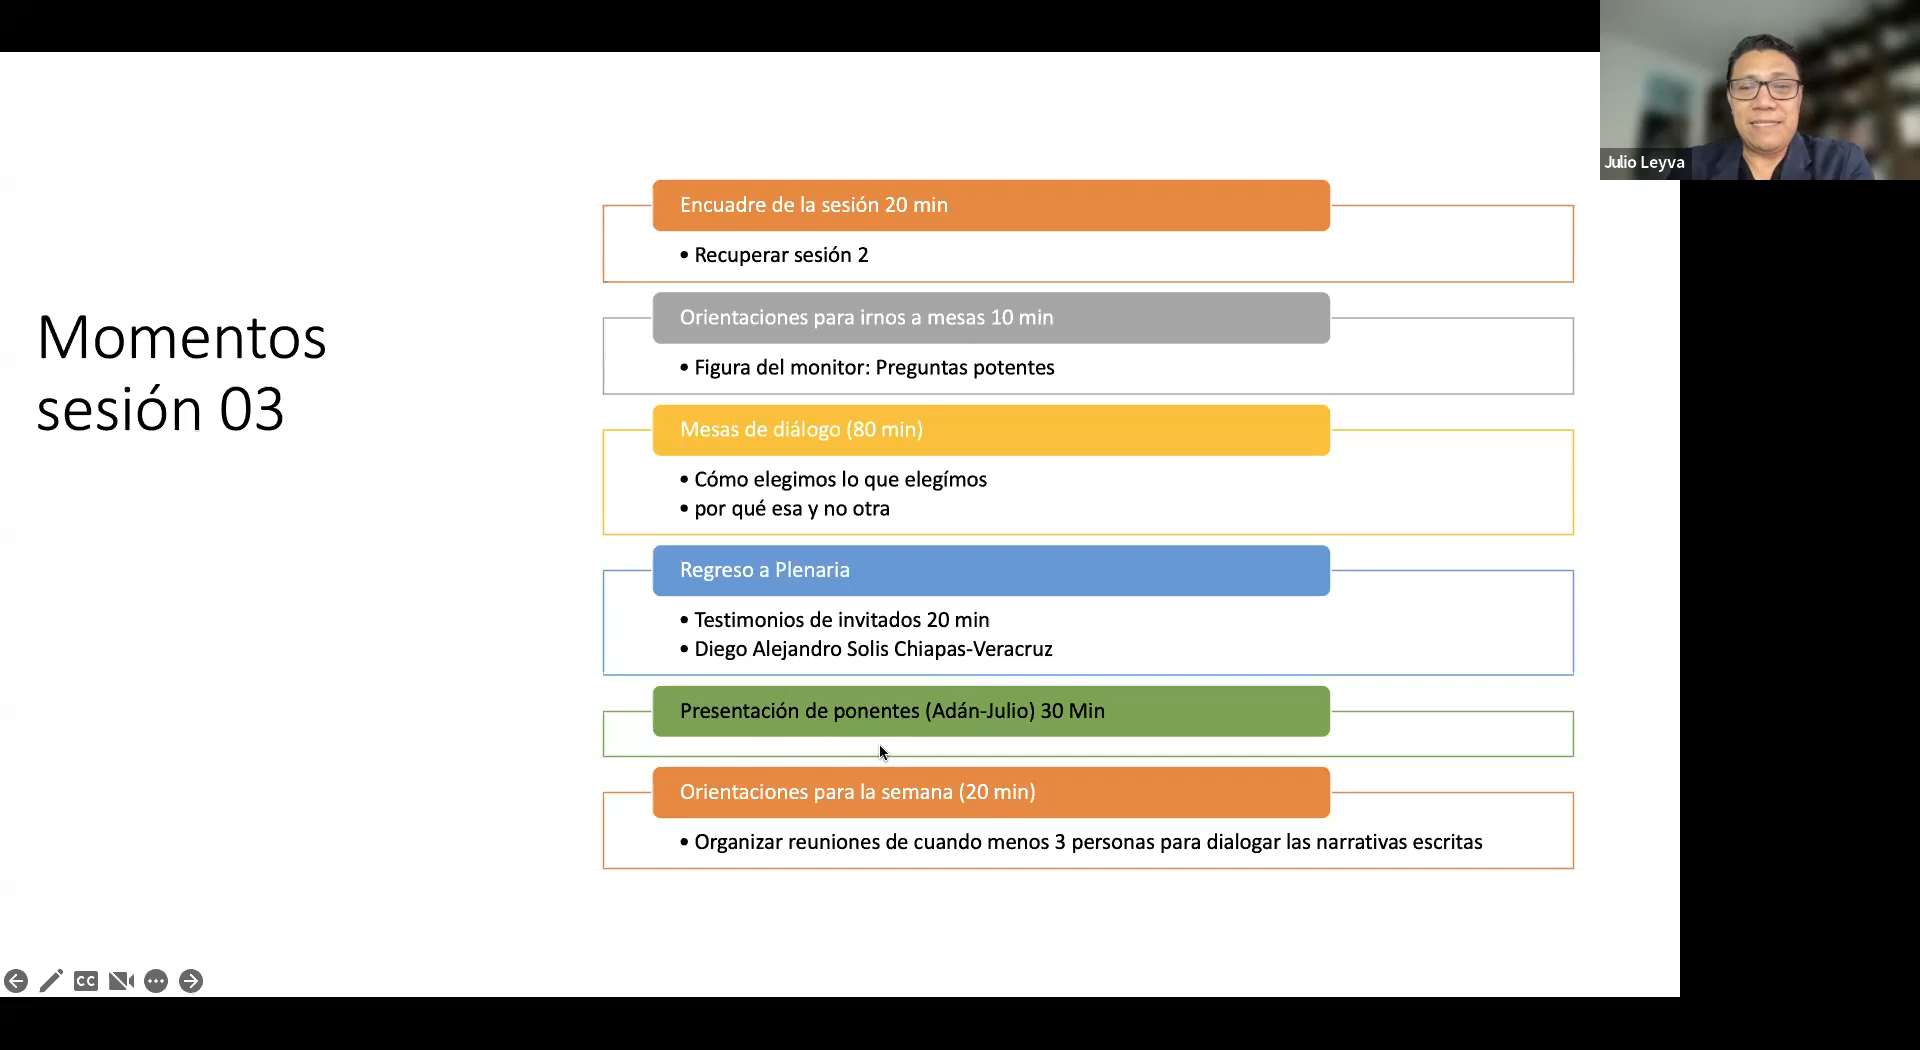 Julio Leyva
Momentos
sesión 03
Encuadre de la sesión 20 min
• Recuperar sesión 2
Orientaciones para irnos a mesas 10 min
• Figura del monitor: Preguntas potentes
Mesas de diálogo (80 min)
• Cómo elegimos lo que elegímos
• por qué esa y no otra
Regreso a Plenaria
• Testimonios de invitados 20 min
• Diego Alejandro Solis Chiapas-Veracruz
Presentación de ponentes (Adán-Julio) 30 Min
Orientaciones para la semana (20 min)
• Organizar reuniones de cuando menos 3 personas para dialogar las narrativas escritas
CC